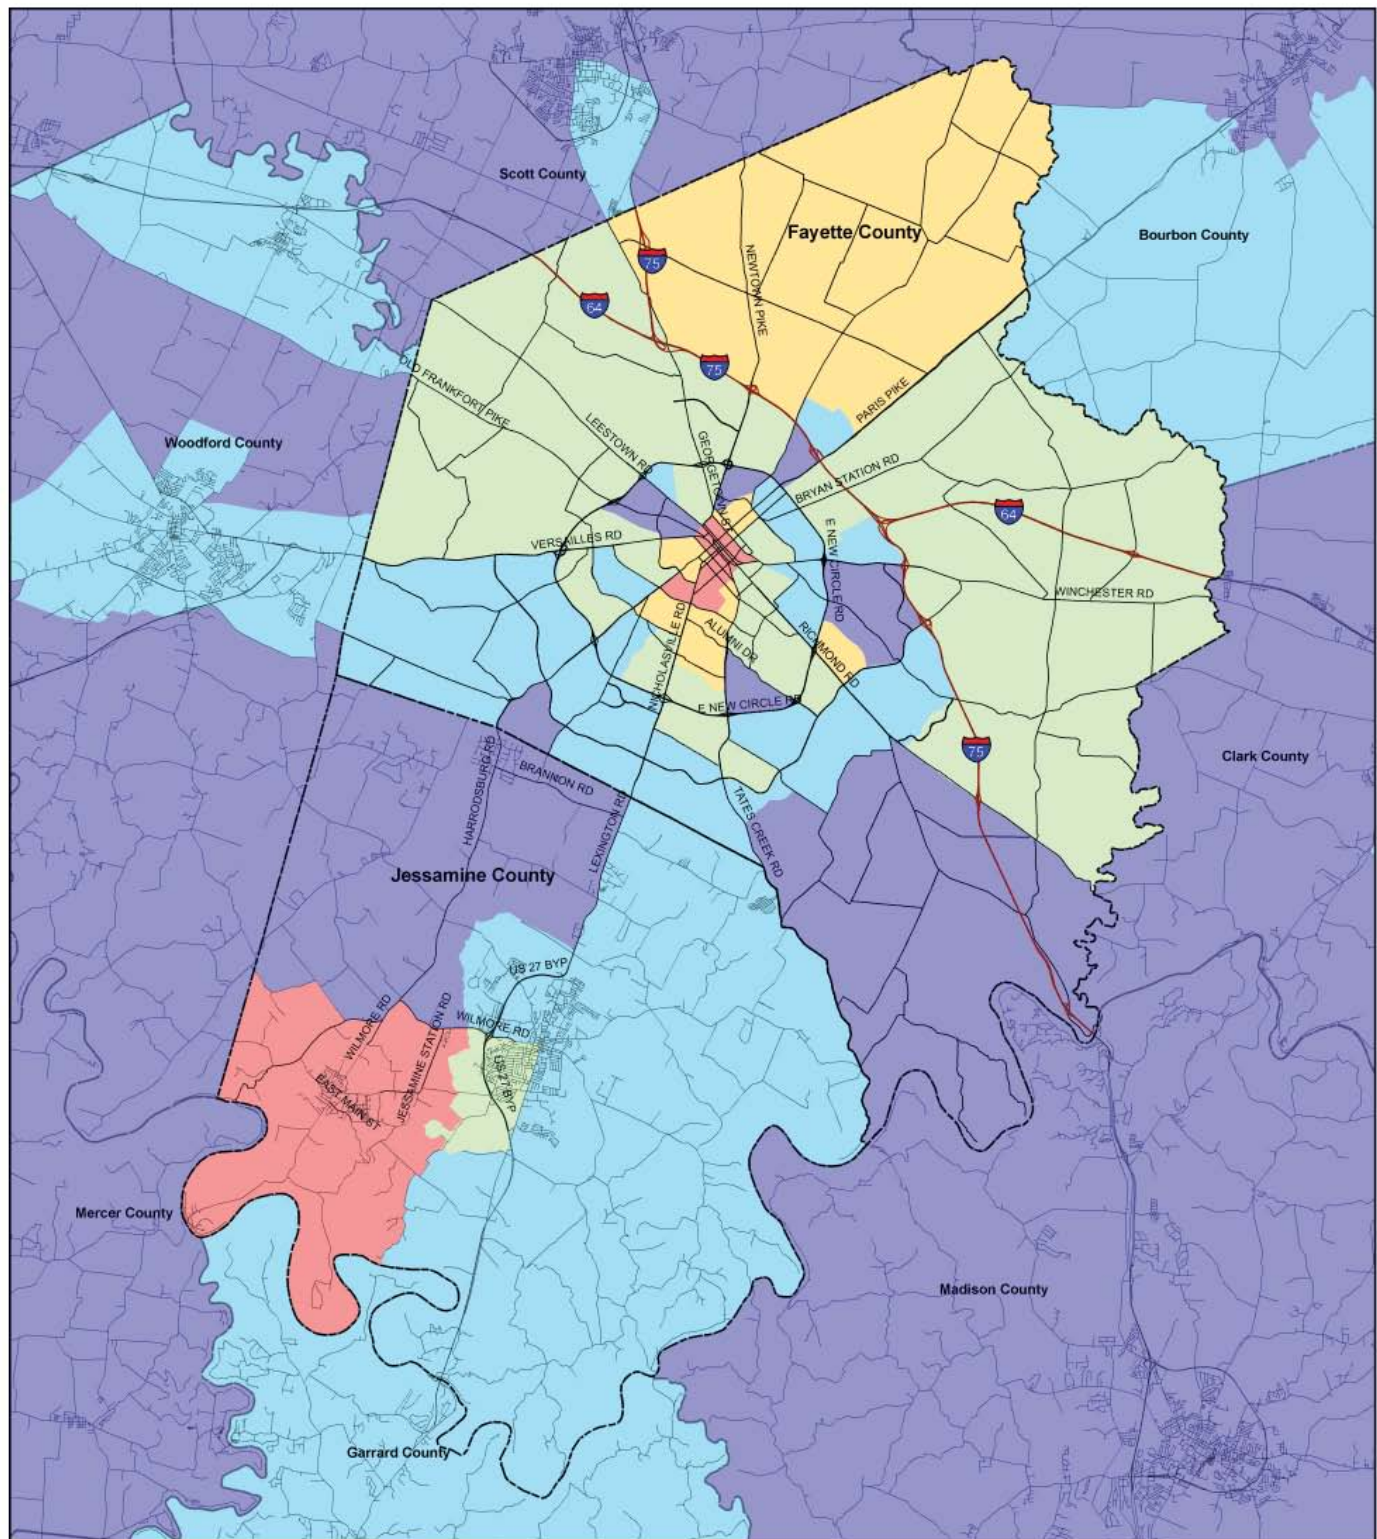 Scott County
Fayette County
Bourbon County
75
64
NEWTOWN PIKE
75
OLD FRANKFORT PIKE
PARIS PIKE
LEESTOWN RD
Woodford County
GEORGETOWN ST
BRYAN STATION RD
64
VERSAILLES RD
E NEW CIRCLE RD
WINCHESTER RD
ALUMNI DR
RICHMOND RD
NICHOLASVILLE RD
E NEW CIRCLE RD
75
Clark County
HARRODSBURG RD
BRANNON RD
LEXINGTON RD
TATES CREEK RD
Jessamine County
US 27 BYP
WILMORE RD
WILMORE RD
JESSAMINE STATION RD
US 27 BYP
EAST MAIN ST
Mercer County
Madison County
Garrard County